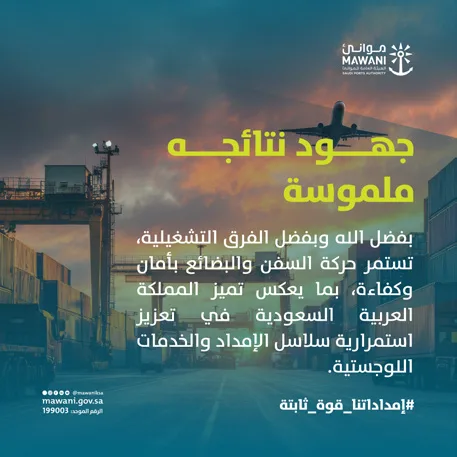 موانئ
MAWANI
الهيئة العامة للموانئ
SAUDI PORTS AUTHORITY
جهـــود نتائجـــه
ملموسة
بفضل الله وبفضل الفرق التشغيلية،
تستمر حركة السفن والبضائع بأمان
وكفاءة، بما يعكس تميز المملكة
العربية السعودية في تعزيز
استمرارية سلاسل الإمداد والخدمات
اللوجستية.
#إمداداتنا_قوة_ثابتة
@mawaniksa
mawani.gov.sa
الرقم الموحد: 199003